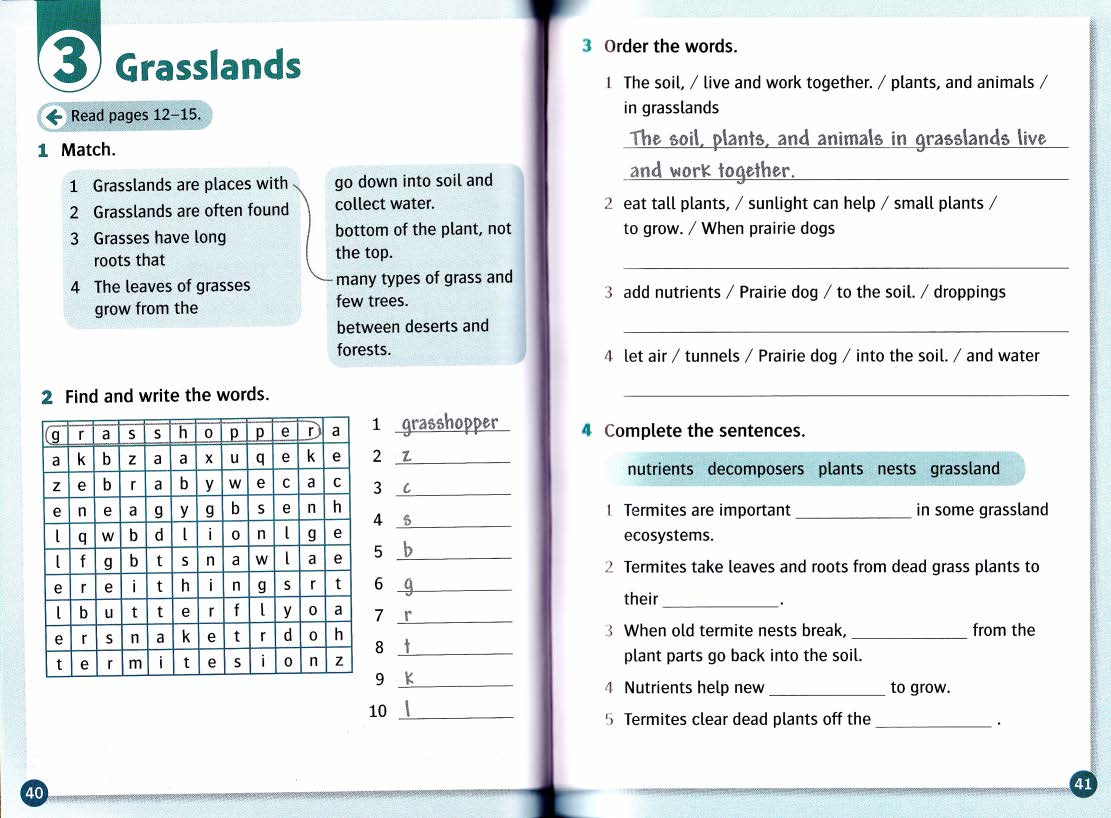 3 Grasslands
Read pages 12–15.
1 Match.
1 Grasslands are places with
2 Grasslands are often found
3 Grasses have long
roots that
4 The leaves of grasses
grow from the
go down into soil and
collect water.
bottom of the plant, not
the top.
many types of grass and
few trees.
between deserts and
forests.
2 Find and write the words.
g r a s s h o p p e r a
a k b z a a x u q e k e
z e b r a b y w e c a c
e n e a g y g b s e n h
l q w b d l i o n l g e
l f g b t s n a w l a e
e r e i t h i n g s r t
l b u t t e r f l y o a
e r s n a k e t r d o h
t e r m i t e s i o n z
1 grasshopper
2 z
3 c
4 s
5 b
6 g
7 r
8 t
9 k
10 l
40
3 Order the words.
1 The soil, / live and work together. / plants, and animals /
in grasslands
The soil, plants, and animals in grasslands live
and work together.
2 eat tall plants, / sunlight can help / small plants /
to grow. / When prairie dogs
3 add nutrients / Prairie dog / to the soil. / droppings
4 let air / tunnels / Prairie dog / into the soil. / and water
4 Complete the sentences.
nutrients decomposers plants nests grassland
1 Termites are important ____________ in some grassland
ecosystems.
2 Termites take leaves and roots from dead grass plants to
their ____________.
3 When old termite nests break, ____________ from the
plant parts go back into the soil.
4 Nutrients help new ____________ to grow.
5 Termites clear dead plants off the ____________ .
41